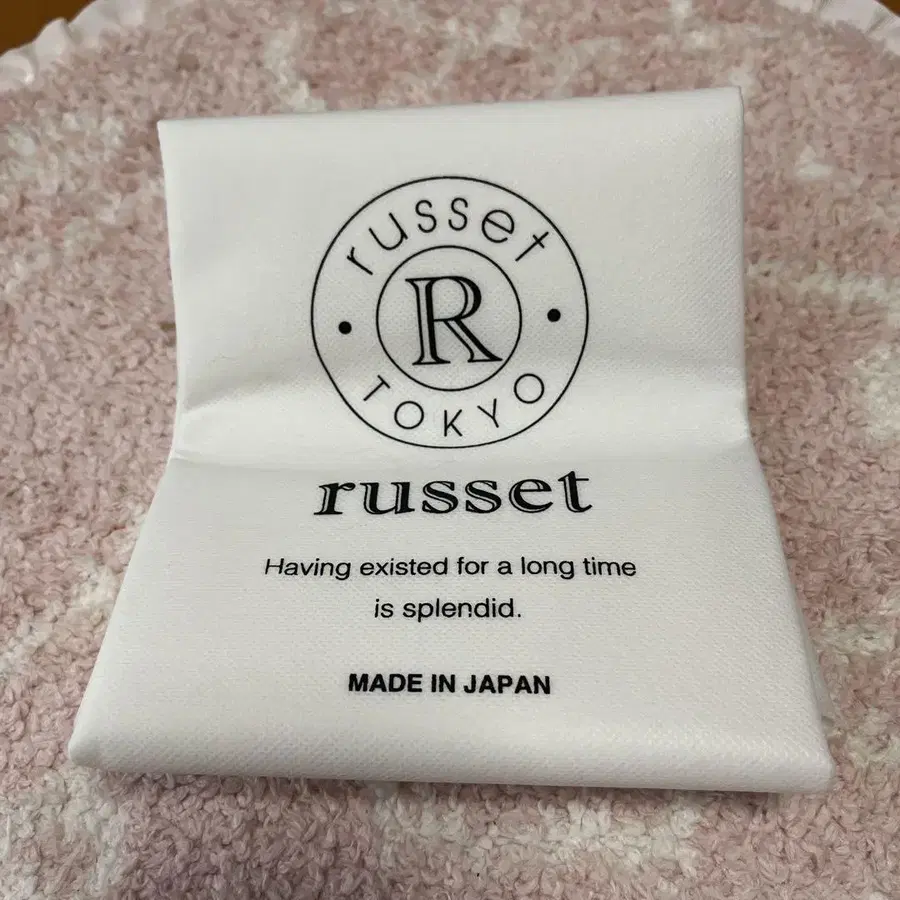 russet
R
TOKYO
russet
Having existed for a long time
is splendid.
MADE IN JAPAN